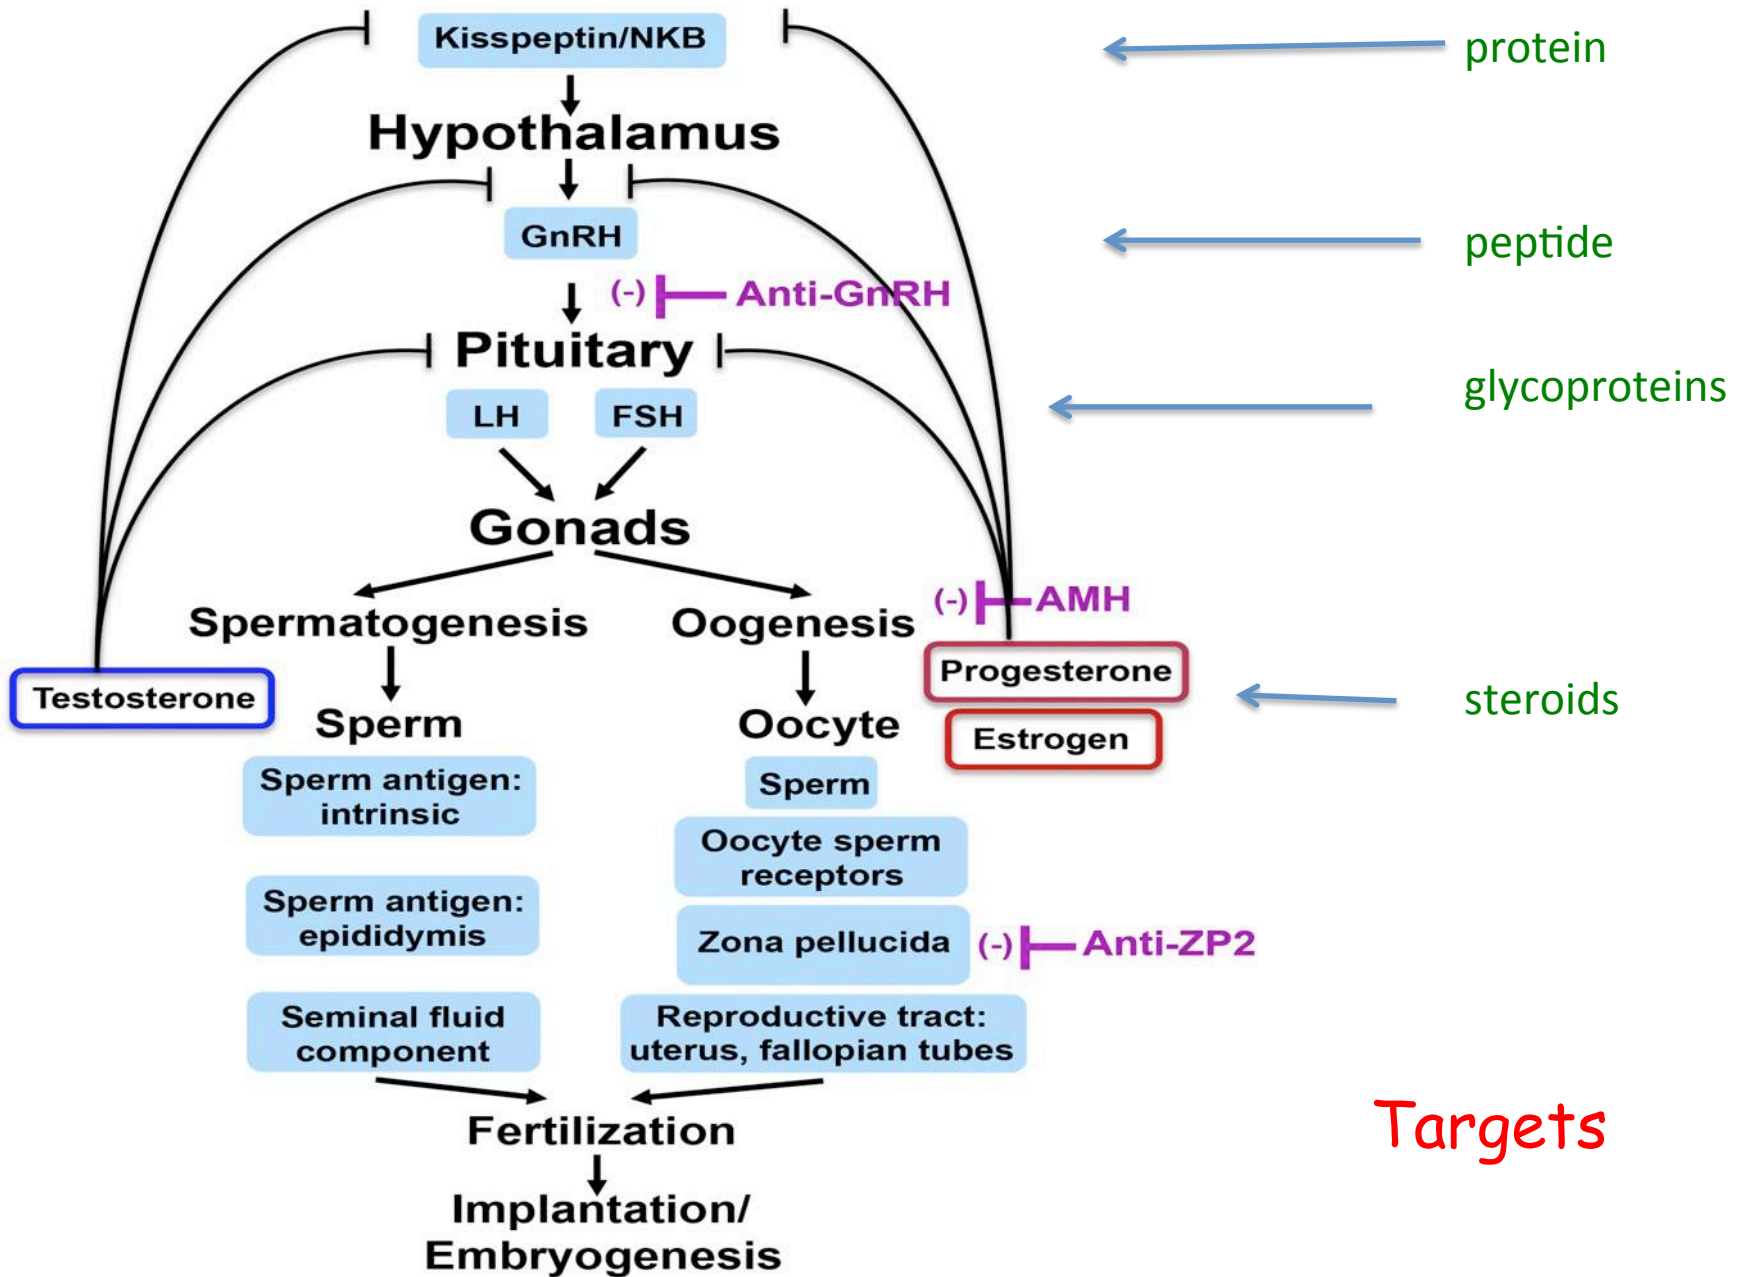 Kisspeptin/NKB
protein
Hypothalamus
GnRH
peptide
(-)
Anti-GnRH
Pituitary
LH
FSH
glycoproteins
Gonads
(-)
AMH
Spermatogenesis
Oogenesis
Testosterone
Progesterone
steroids
Sperm
Oocyte
Estrogen
Sperm antigen:
intrinsic
Sperm
Oocyte sperm
receptors
Sperm antigen:
epididymis
Zona pellucida
(-)
Anti-ZP2
Seminal fluid
component
Reproductive tract:
uterus, fallopian tubes
Fertilization
Targets
Implantation/
Embryogenesis